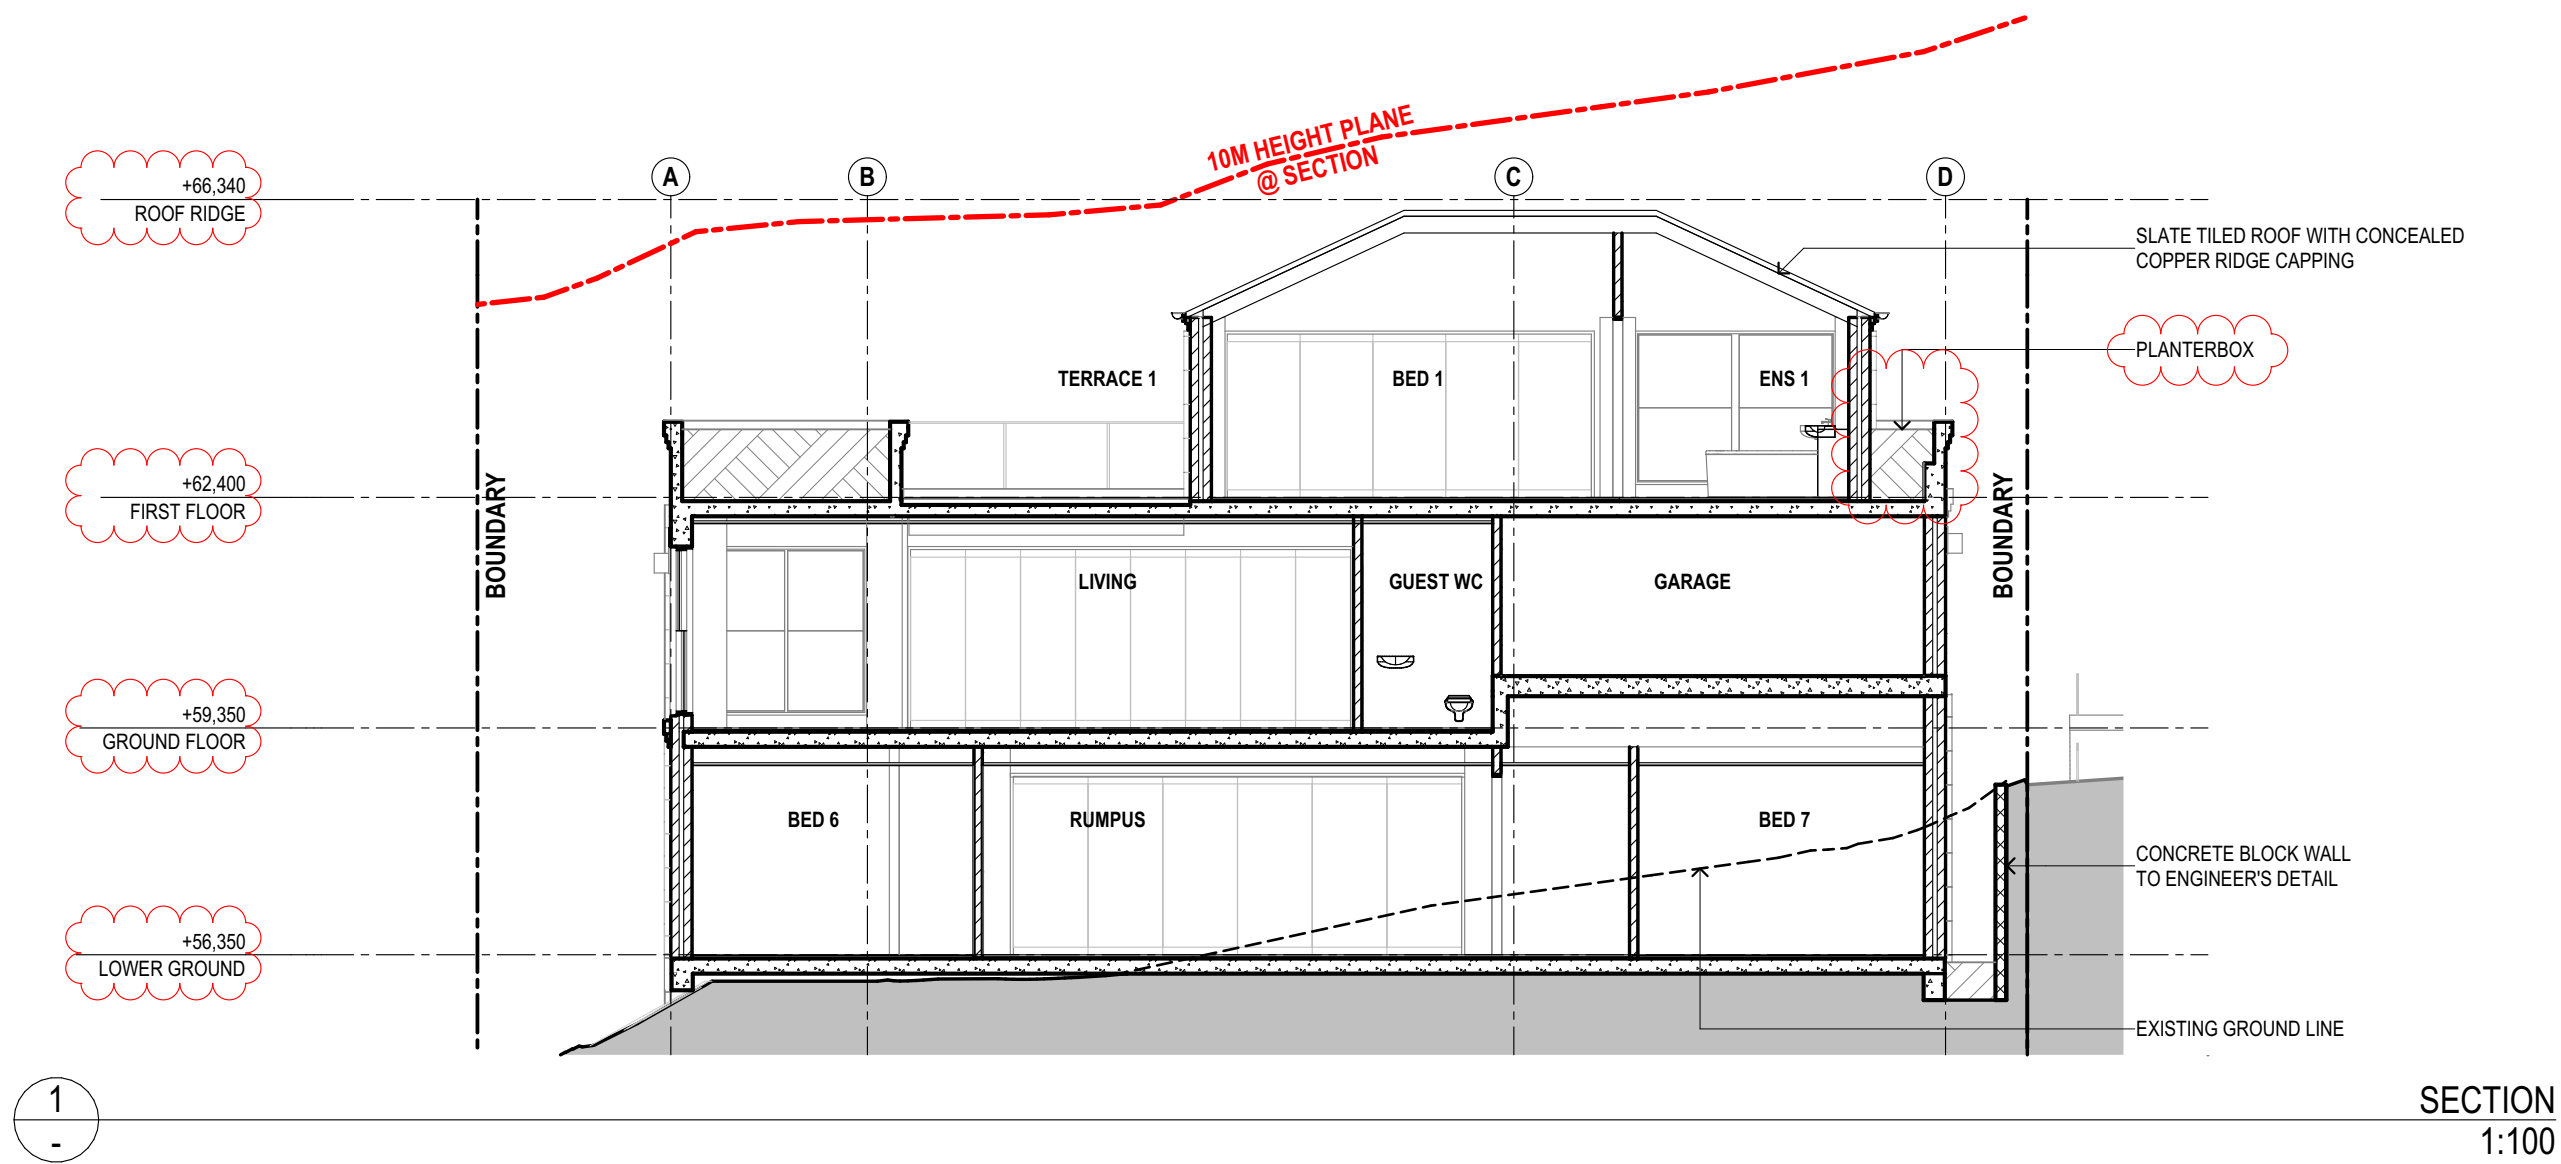 10M HEIGHT PLANE
@ SECTION
A
B
C
D
+66,340
ROOF RIDGE
SLATE TILED ROOF WITH CONCEALED
COPPER RIDGE CAPPING
PLANTERBOX
TERRACE 1
BED 1
ENS 1
+62,400
FIRST FLOOR
BOUNDARY
BOUNDARY
LIVING
GUEST WC
GARAGE
+59,350
GROUND FLOOR
BED 6
RUMPUS
BED 7
CONCRETE BLOCK WALL
TO ENGINEER'S DETAIL
+56,350
LOWER GROUND
EXISTING GROUND LINE
1
-
SECTION
1:100